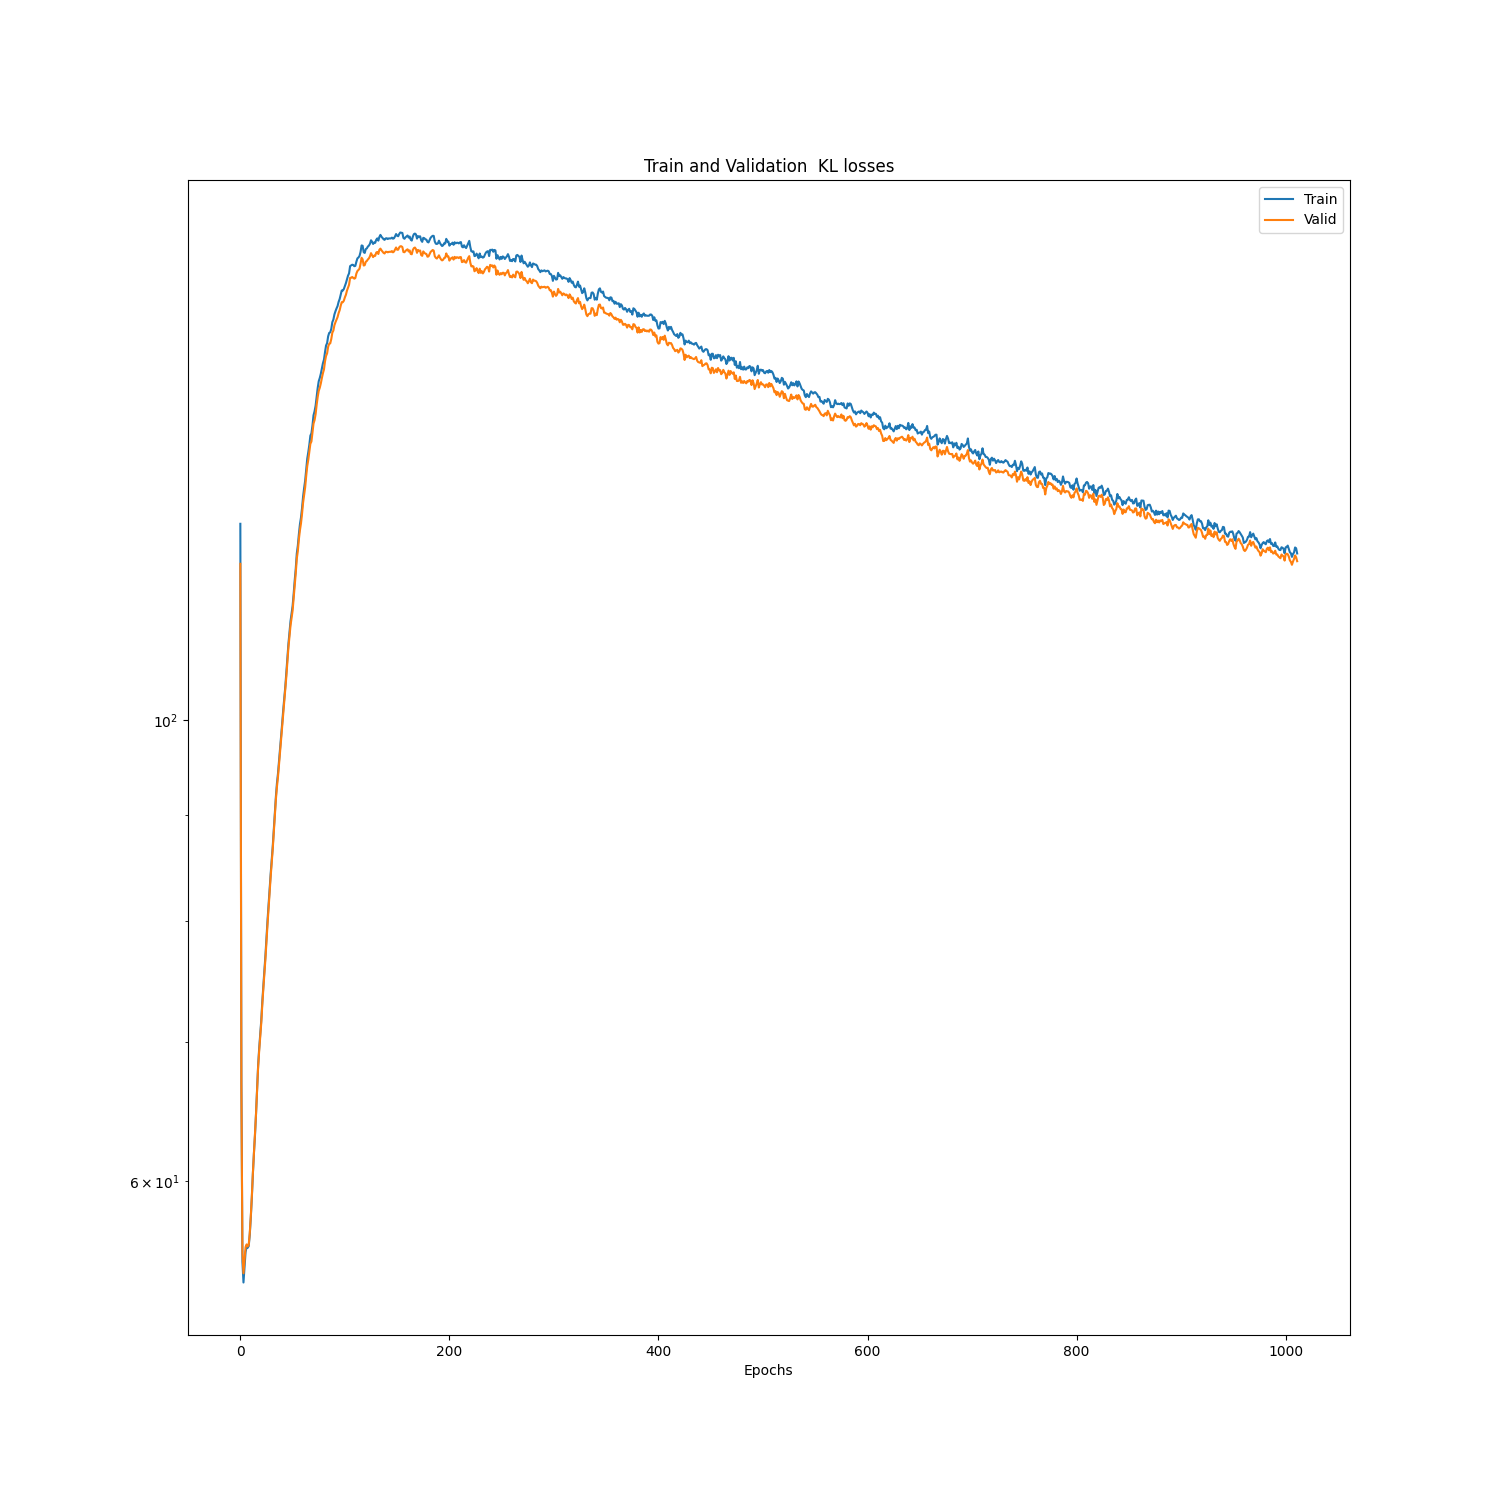 Train and Validation  KL losses
Train
Valid
10²
6 × 10¹
0 200 400 600 800 1000
Epochs